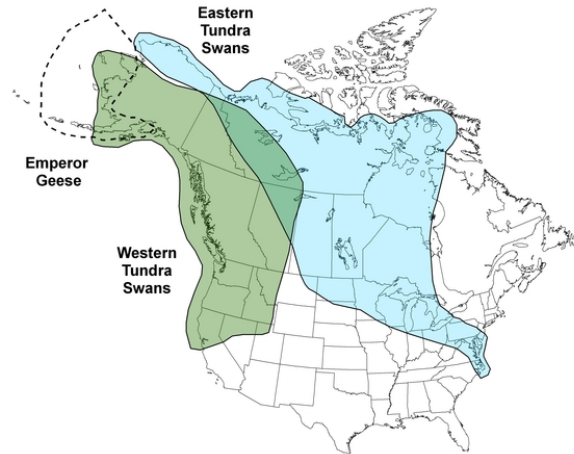 Eastern
Tundra
Swans
Emperor
Geese
Western
Tundra
Swans